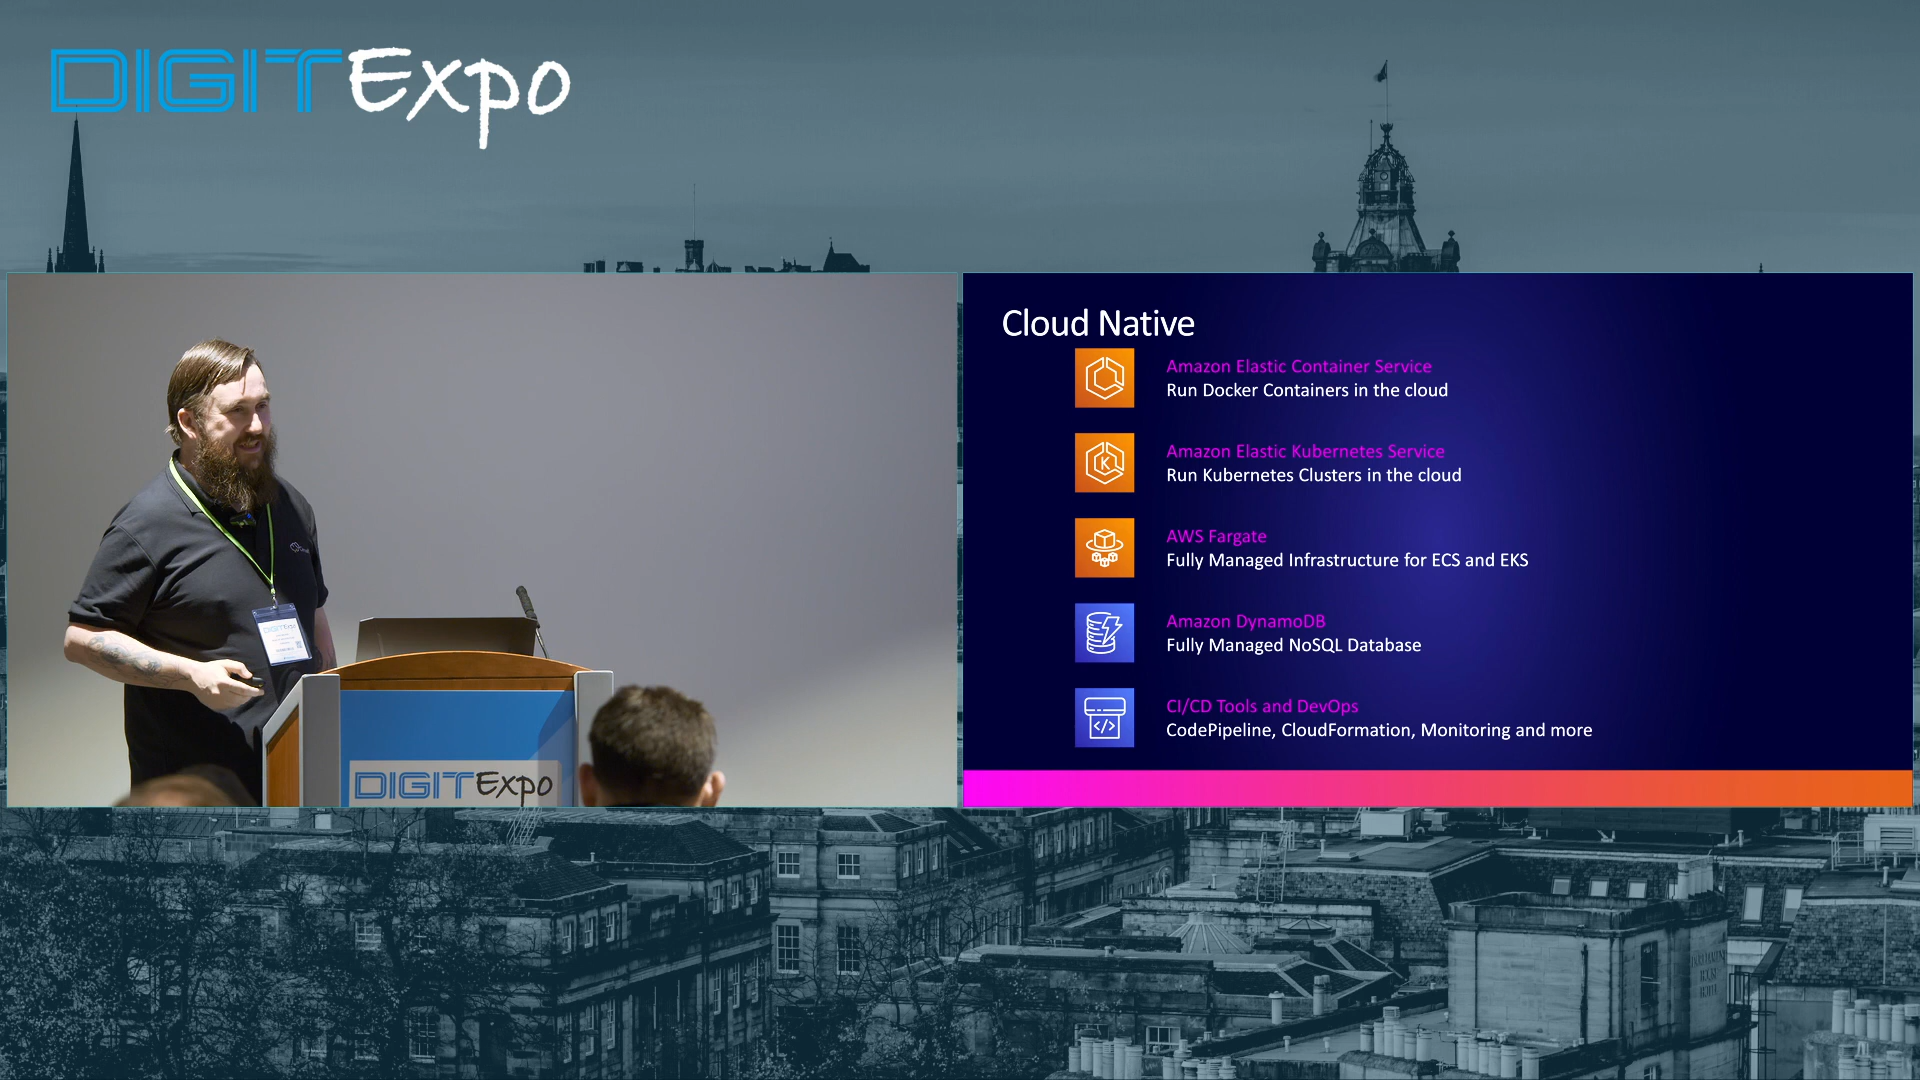 DIGITExpo
Cloud Native
Amazon Elastic Container Service
Run Docker Containers in the cloud
Amazon Elastic Kubernetes Service
Run Kubernetes Clusters in the cloud
AWS Fargate
Fully Managed Infrastructure for ECS and EKS
Amazon DynamoDB
Fully Managed NoSQL Database
CI/CD Tools and DevOps
CodePipeline, CloudFormation, Monitoring and more
DIGITExpo
DIGITExpo